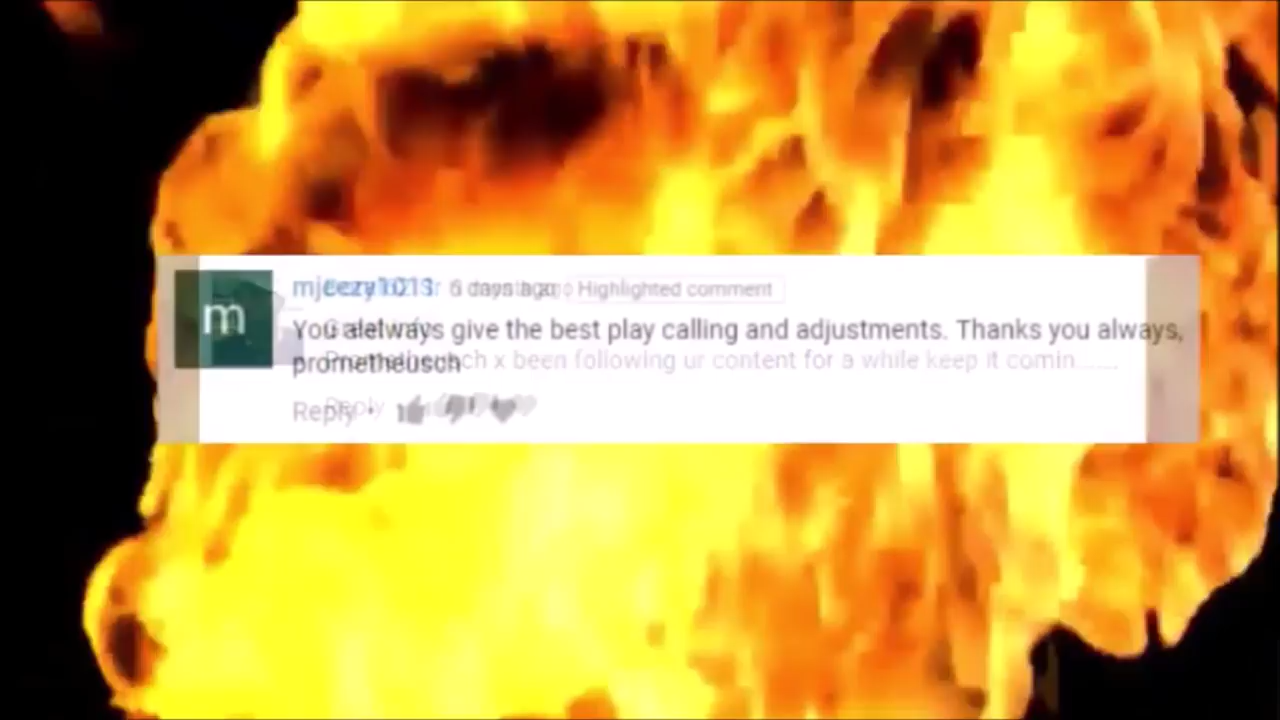 m
mjeezy1013 6 days ago Highlighted comment
You always give the best play calling and adjustments. Thanks you always,
x been following ur content for a while keep it comin......
prometheusch
Reply